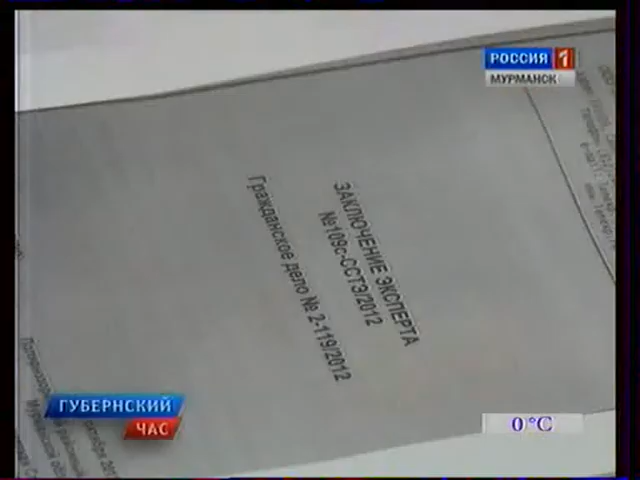 РОССИЯ 1
МУРМАНСК
ЗАКЛЮЧЕНИЕ ЭКСПЕРТА
№109с-ССТЭ/2012
Гражданское дело № 2-119/2012
ГУБЕРНСКИЙ
ЧАС
0°C